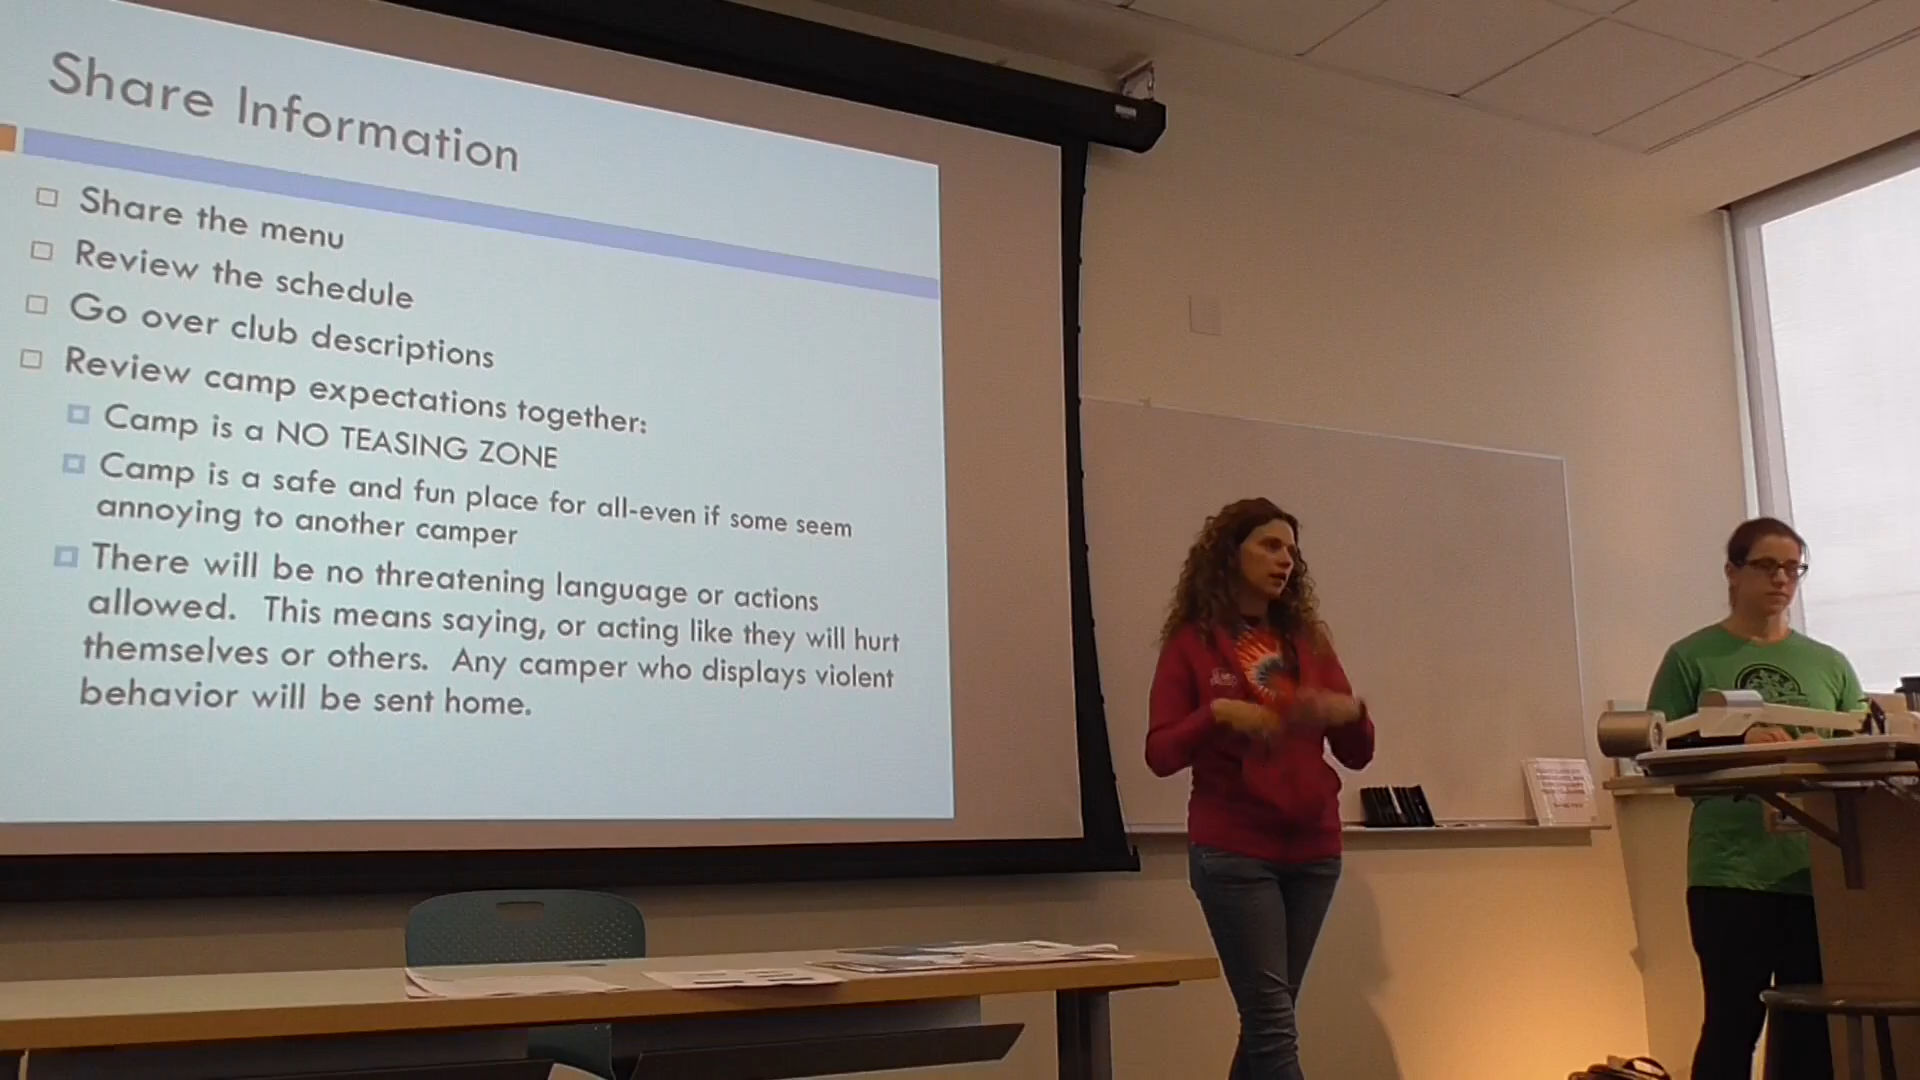 Share Information
Share the menu
Review the schedule
Go over club descriptions
Review camp expectations together:
Camp is a NO TEASING ZONE
Camp is a safe and fun place for all-even if some seem
annoying to another camper
There will be no threatening language or actions
allowed. This means saying, or acting like they will hurt
themselves or others. Any camper who displays violent
behavior will be sent home.